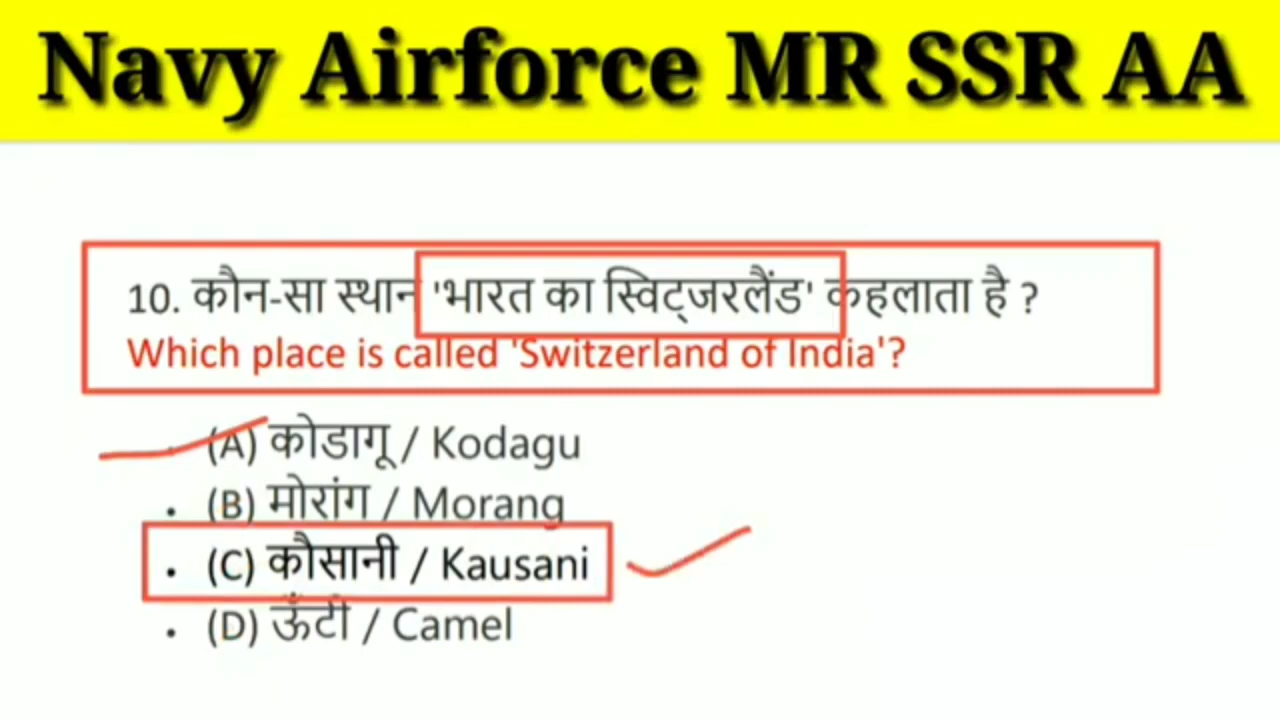 Navy Airforce MR SSR AA
10. कौन-सा स्थान 'भारत का स्विट्जरलैंड' कहलाता है ?
Which place is called 'Switzerland of India'?
(A) कोडागू / Kodagu
• (B) मोरांग / Morang
• (C) कौसानी / Kausani
• (D) ऊँटी / Camel